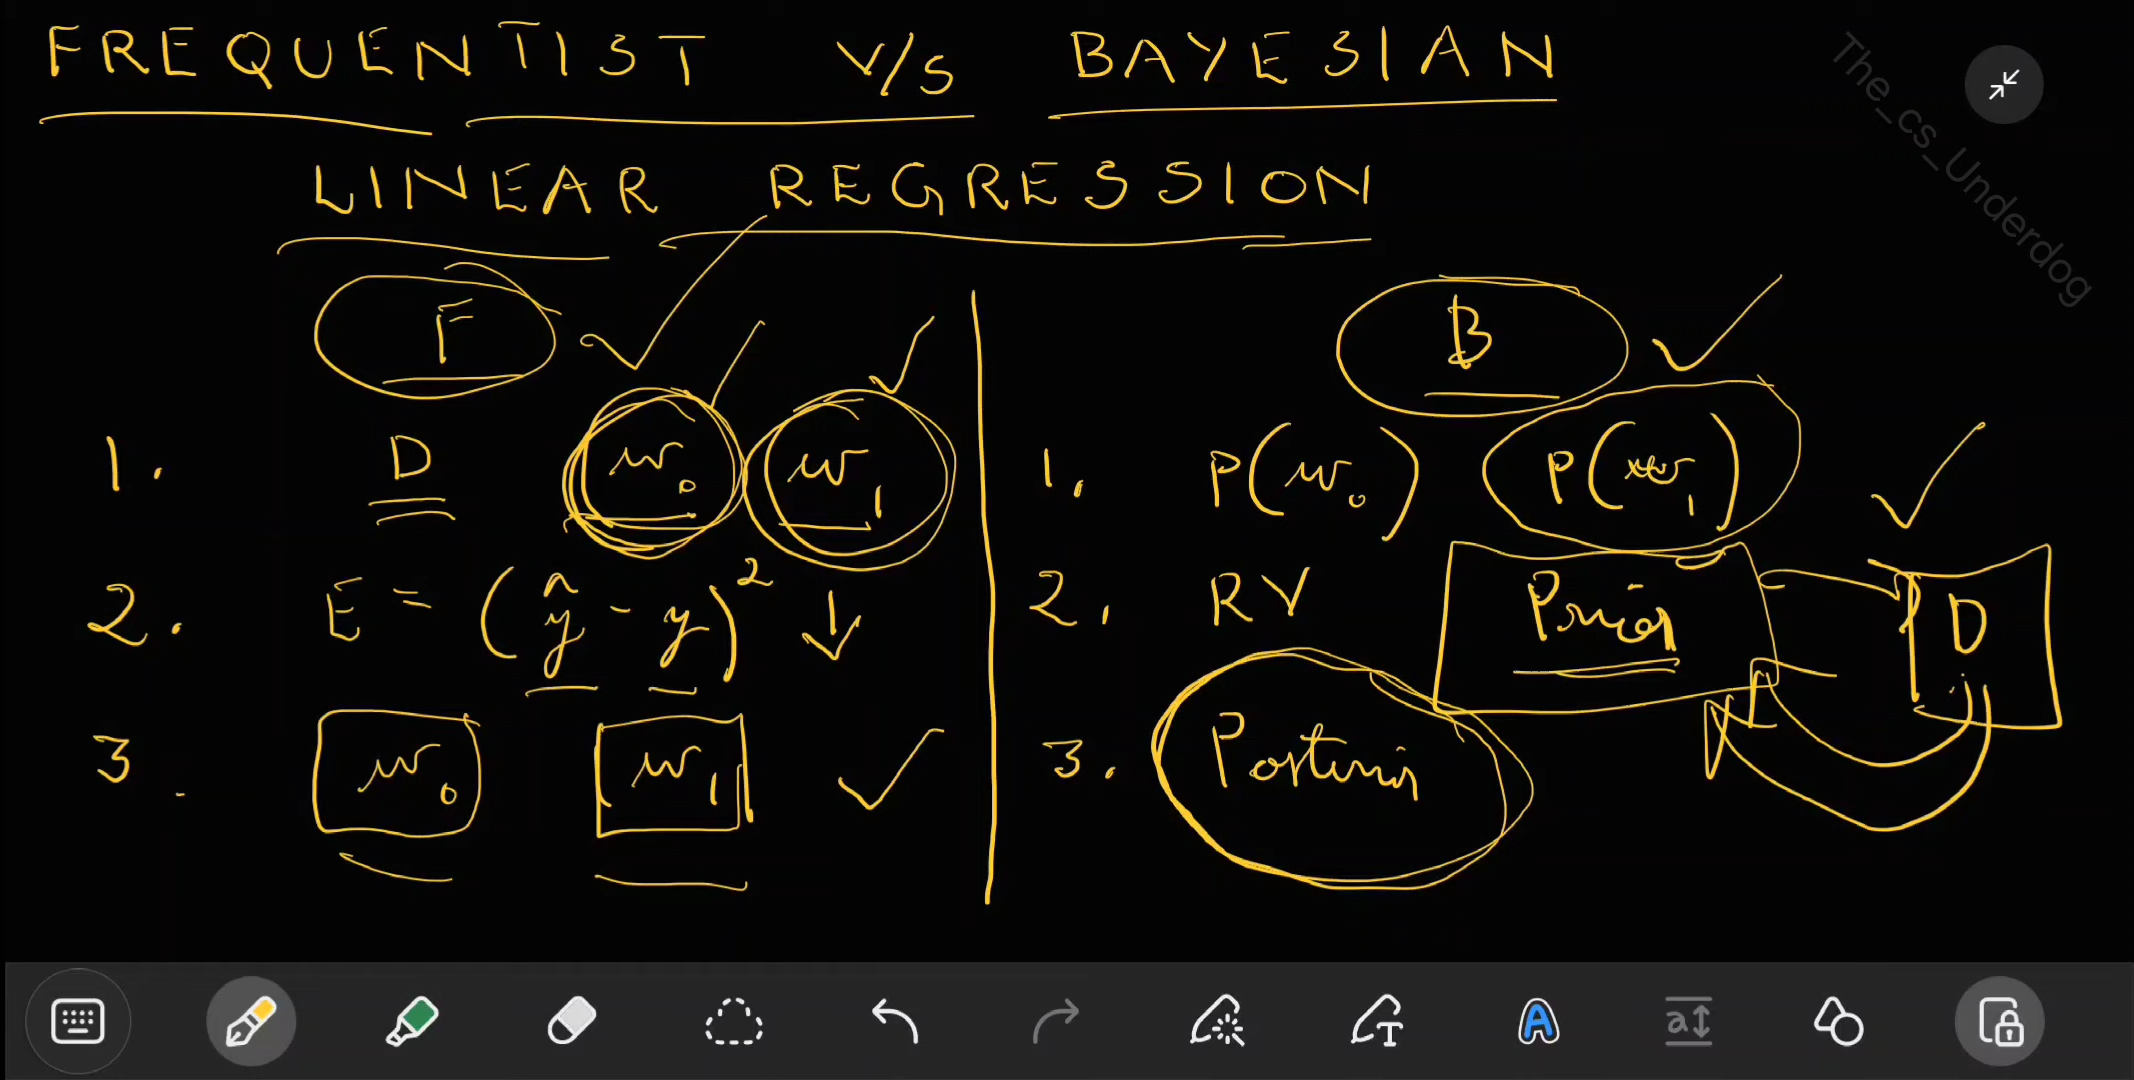 FREQUENTIST V/S BAYESIAN
LINEAR REGRESSION
F
1. D w₀ w₁
2. E = (ŷ - y)² ↓
3. w₀ w₁
B
1. P(w₀) P(w₁)
2. RV Prior D
3. Posterior
The_cs_Underdog